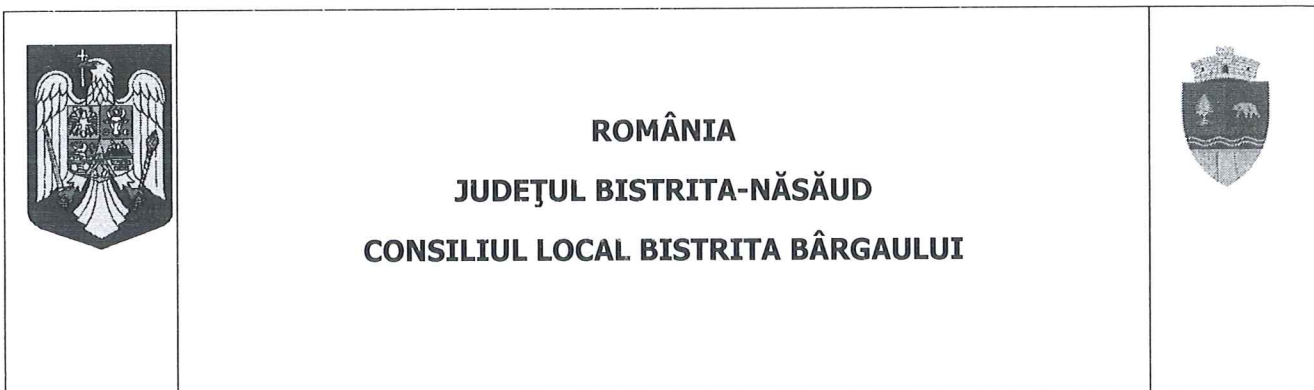 ROMÂNIA
JUDEŢUL BISTRITA-NĂSĂUD
CONSILIUL LOCAL BISTRITA BÂRGAULUI